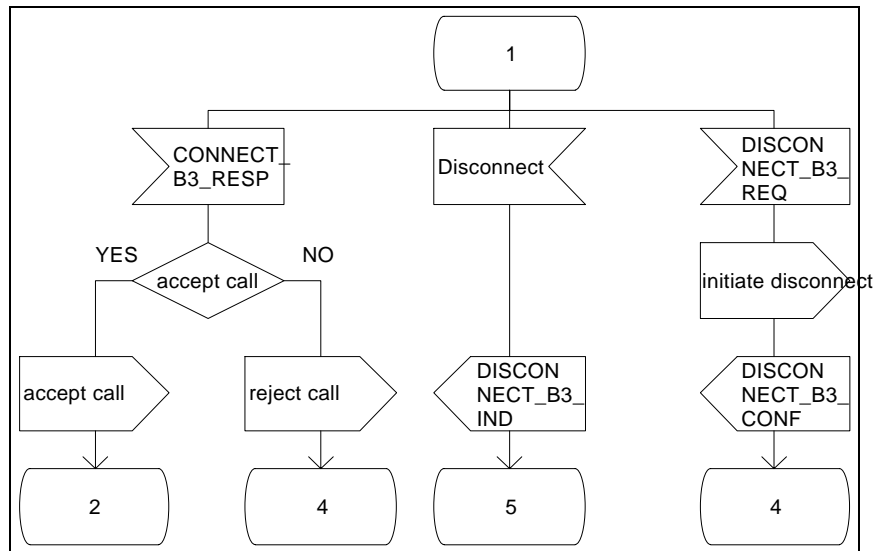 1
CONNECT_
B3_RESP
Disconnect
DISCON
NECT_B3_
REQ
YES
NO
accept call
initiate disconnect
accept call
reject call
DISCON
NECT_B3_
IND
DISCON
NECT_B3_
CONF
2
4
5
4